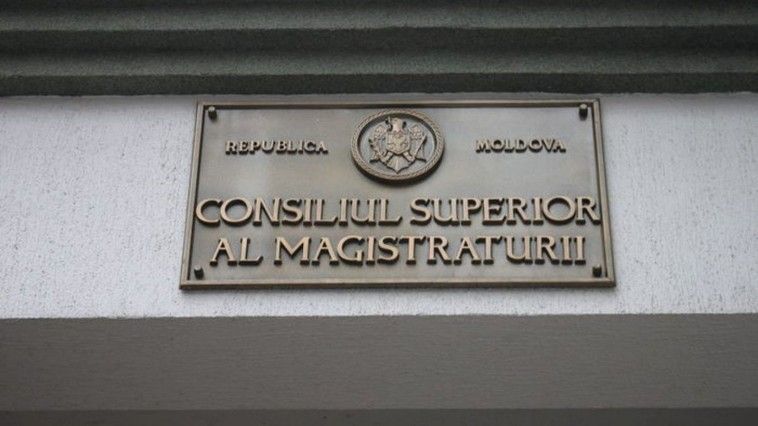 REPUBLICA MOLDOVA
CONSILIUL SUPERIOR
AL MAGISTRATURII